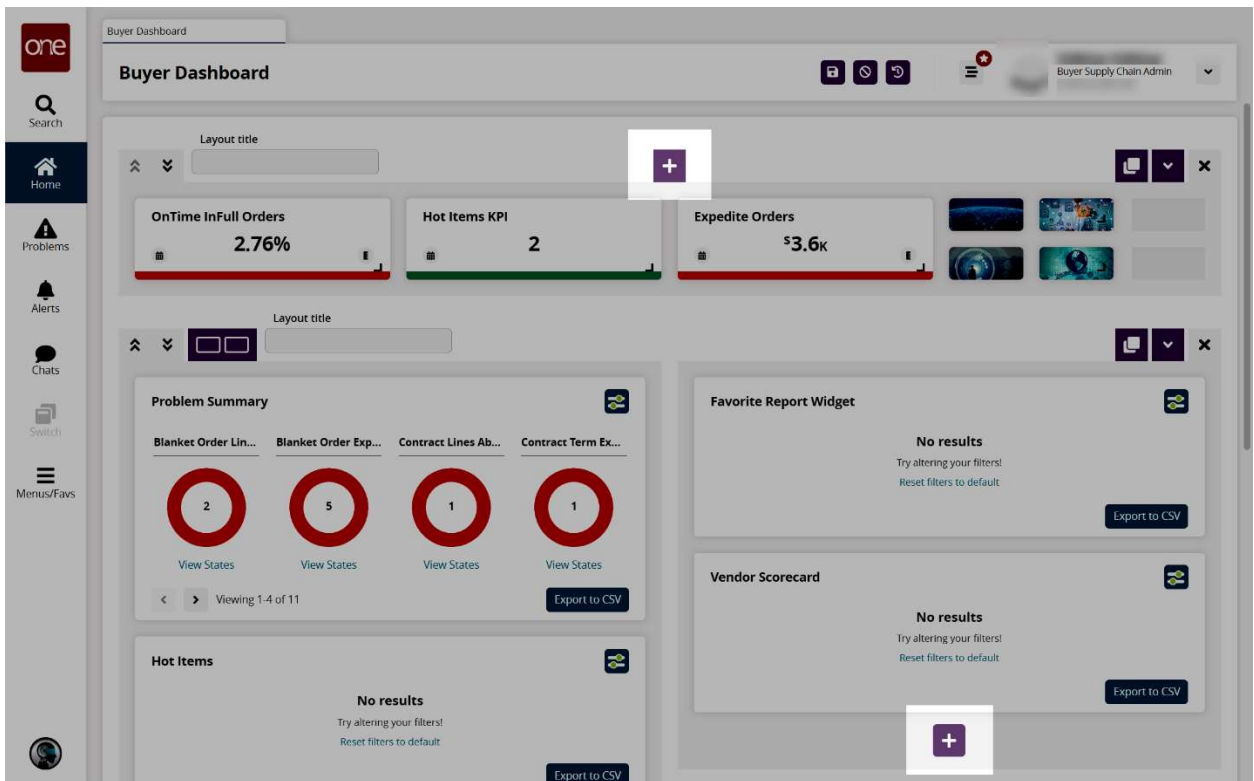 one
Search
Home
Problems
Alerts
Chats
Switch
Menus/Favs
Buyer Dashboard
Buyer Dashboard
Buyer Supply Chain Admin
Layout title
OnTime InFull Orders
2.76%
Hot Items KPI
2
Expedite Orders
$3.6K
Layout title
Problem Summary
Blanket Order Lin...
Blanket Order Exp...
Contract Lines Ab...
Contract Term Ex...
2
5
1
1
View States
View States
View States
View States
Viewing 1-4 of 11
Export to CSV
Hot Items
No results
Try altering your filters!
Reset filters to default
Export to CSV
Favorite Report Widget
No results
Try altering your filters!
Reset filters to default
Export to CSV
Vendor Scorecard
No results
Try altering your filters!
Reset filters to default
Export to CSV